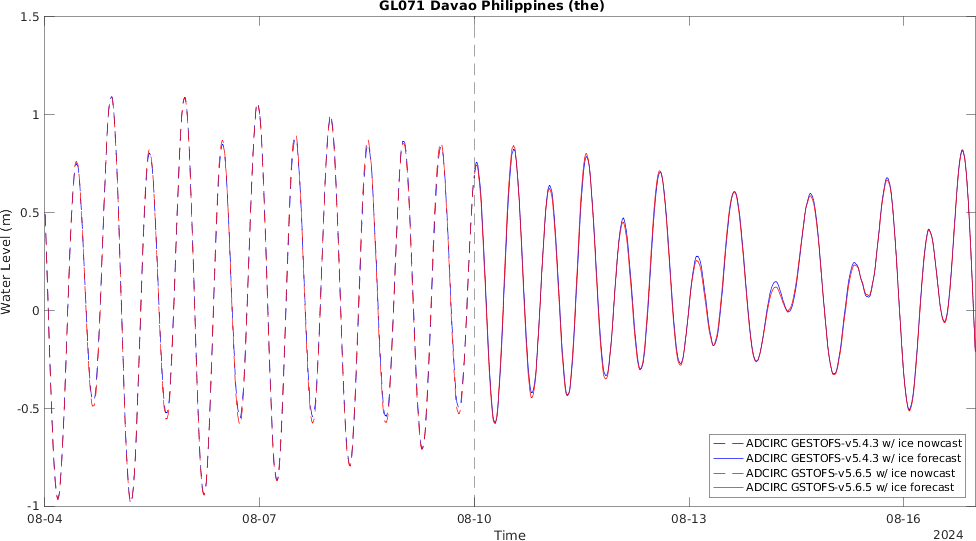 GL071 Davao Philippines (the)
1.5
1
0.5
0
-0.5
-1
Water Level (m)
08-04
08-07
08-10
08-13
08-16
Time
2024
ADCIRC GESTOFS-v5.4.3 w/ ice nowcast
ADCIRC GESTOFS-v5.4.3 w/ ice forecast
ADCIRC GSTOFS-v5.6.5 w/ ice nowcast
ADCIRC GSTOFS-v5.6.5 w/ ice forecast